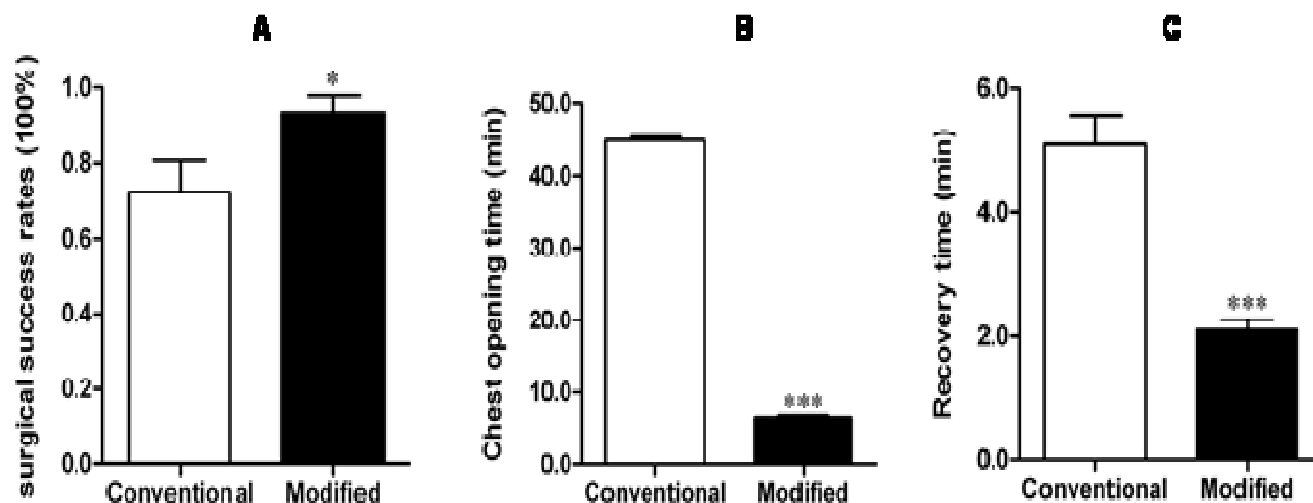 A
surgical success rates (100%)
1.0
0.8
0.6
0.4
0.2
0.0
*
Conventional Modified
B
Chest opening time (min)
50.0
40.0
30.0
20.0
10.0
0.0
***
Conventional Modified
C
Recovery time (min)
6.0
4.0
2.0
0.0
***
Conventional Modified